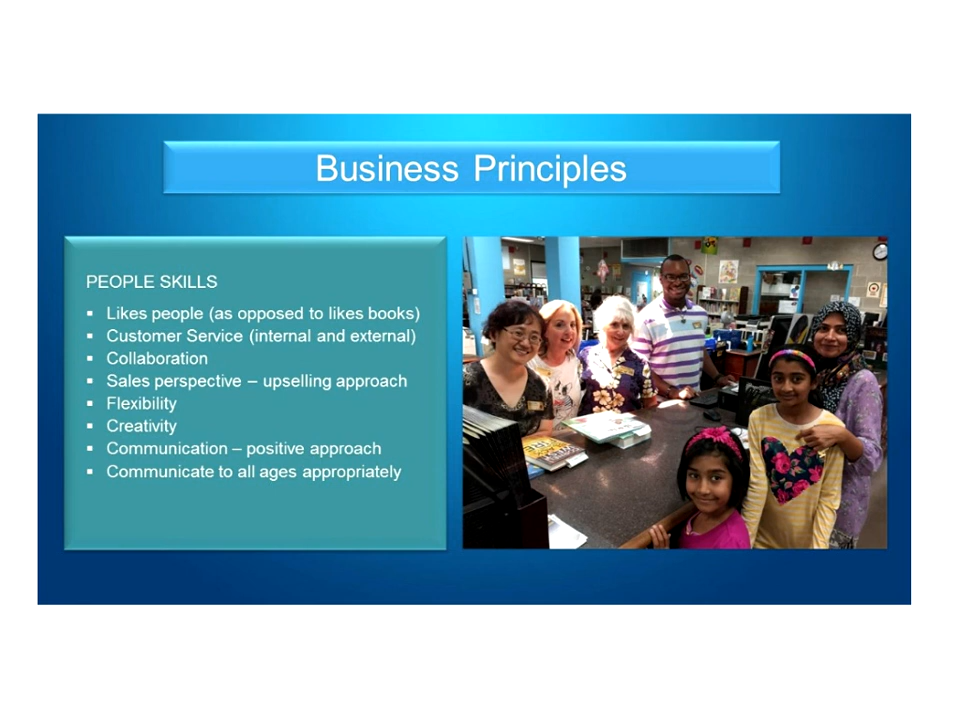 Business Principles
PEOPLE SKILLS
▪ Likes people (as opposed to likes books)
▪ Customer Service (internal and external)
▪ Collaboration
▪ Sales perspective – upselling approach
▪ Flexibility
▪ Creativity
▪ Communication – positive approach
▪ Communicate to all ages appropriately